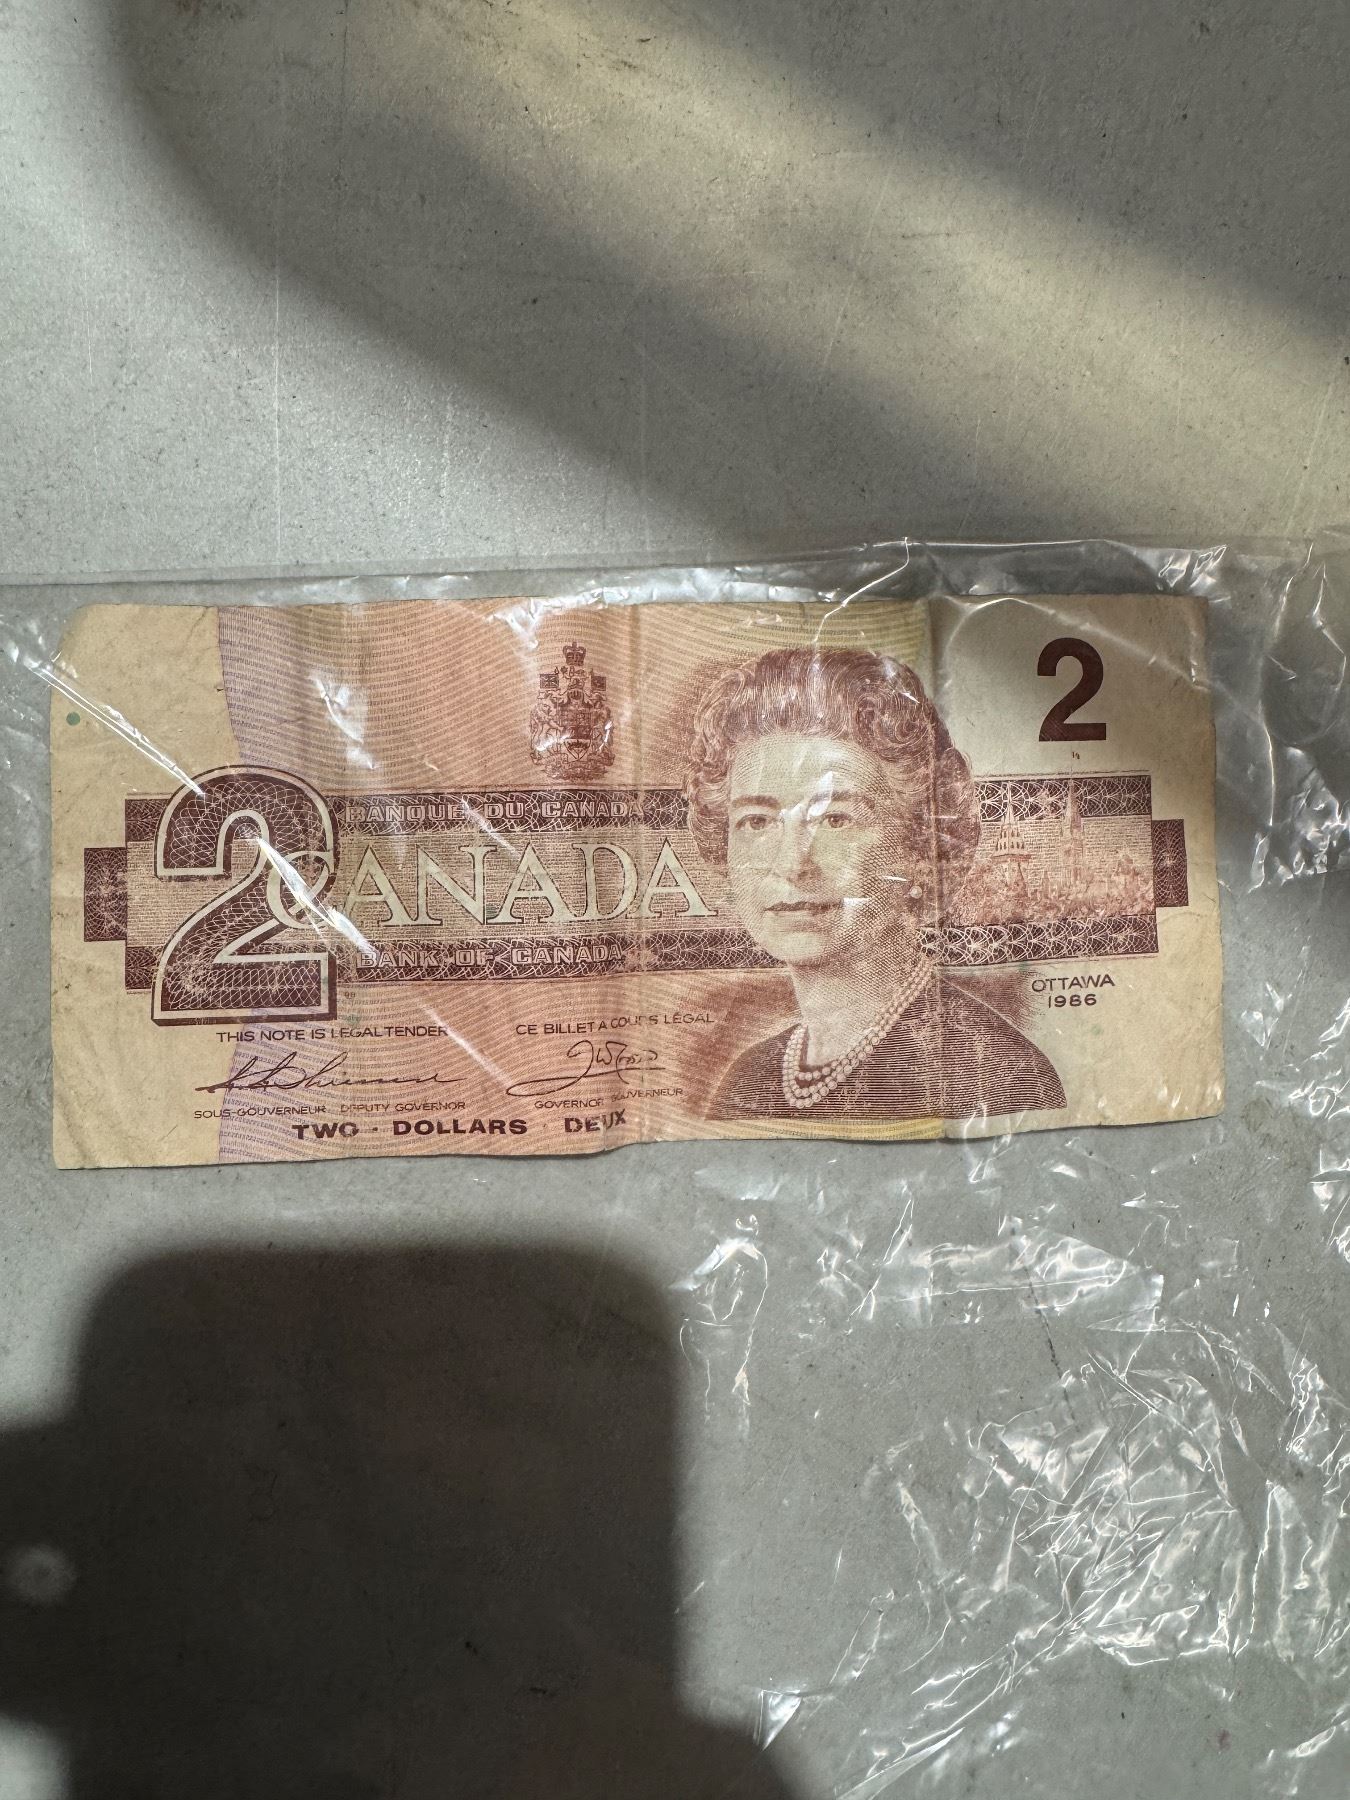 2
BANQUE DU CANADA
2 CANADA
BANK OF CANADA
OTTAWA
1986
THIS NOTE IS LEGAL TENDER CE BILLET A COURS LÉGAL
SOUS-GOUVERNEUR DEPUTY GOVERNOR GOVERNOR GOUVERNEUR
TWO · DOLLARS · DEUX